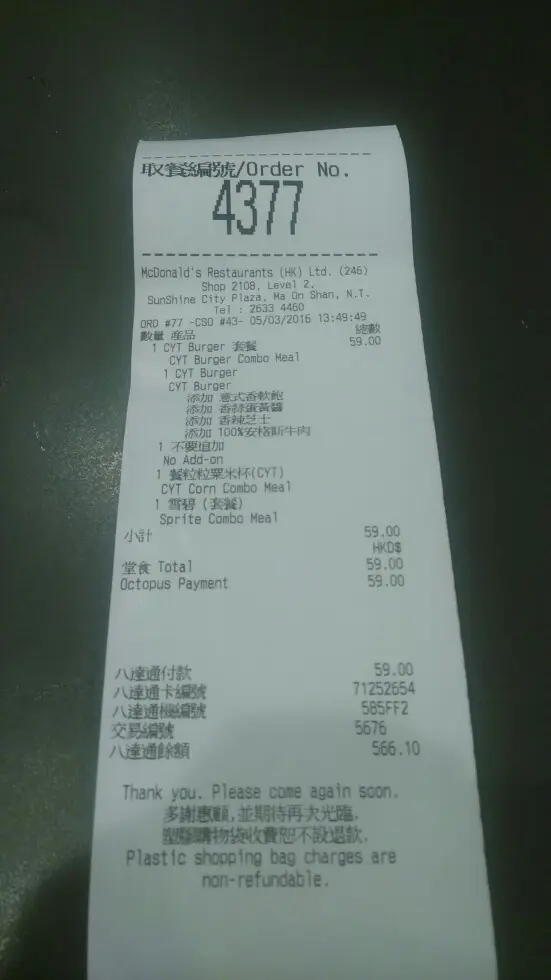 取餐編號/Order No.
4377
McDonald's Restaurants (HK) Ltd. (246)
Shop 2108, Level 2,
SunShine City Plaza, Ma On Shan, N.T.
Tel : 2633 4460
ORD #77 -CSO #43- 05/03/2016 13:49:49
數量 產品 總數
1 CYT Burger 套餐 59.00
CYT Burger Combo Meal
1 CYT Burger
CYT Burger
添加 意式香軟飽
添加 香蒜蛋黃醬
添加 香辣芝士
添加 100%安格斯牛肉
1 不要追加
No Add-on
1 餐粒粒粟米杯(CYT)
CYT Corn Combo Meal
1 雪碧 (套餐)
Sprite Combo Meal
小計 59.00
HKD$
堂食 Total 59.00
Octopus Payment 59.00
八達通付款 59.00
八達通卡編號 71252654
八達通機編號 585FF2
交易編號 5676
八達通餘額 566.10
Thank you. Please come again soon.
多謝惠顧,並期待再次光臨.
塑膠購物袋收費恕不設退款.
Plastic shopping bag charges are
non-refundable.